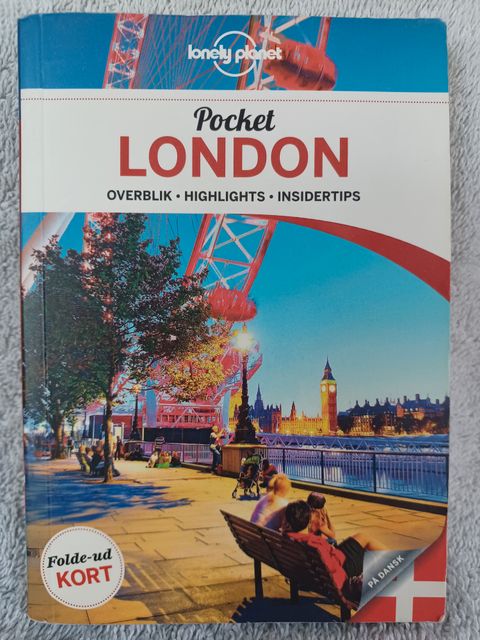 lonely planet
Pocket
LONDON
OVERBLIK • HIGHLIGHTS • INSIDERTIPS
Folde-ud
KORT
PÅ DANSK